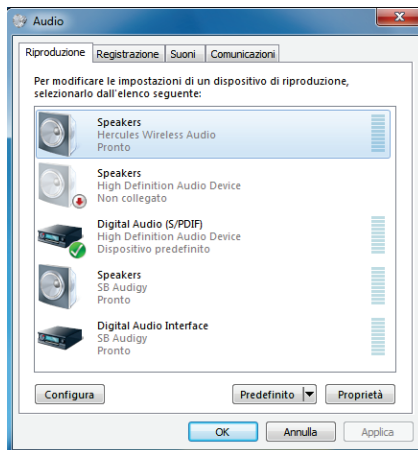 Audio
Riproduzione Registrazione Suoni Comunicazioni
Per modificare le impostazioni di un dispositivo di riproduzione,
selezionarlo dall'elenco seguente:
Speakers
Hercules Wireless Audio
Pronto
Speakers
High Definition Audio Device
Non collegato
Digital Audio (S/PDIF)
High Definition Audio Device
Dispositivo predefinito
Speakers
SB Audigy
Pronto
Digital Audio Interface
SB Audigy
Pronto
Configura Predefinito Proprietà
OK Annulla Applica